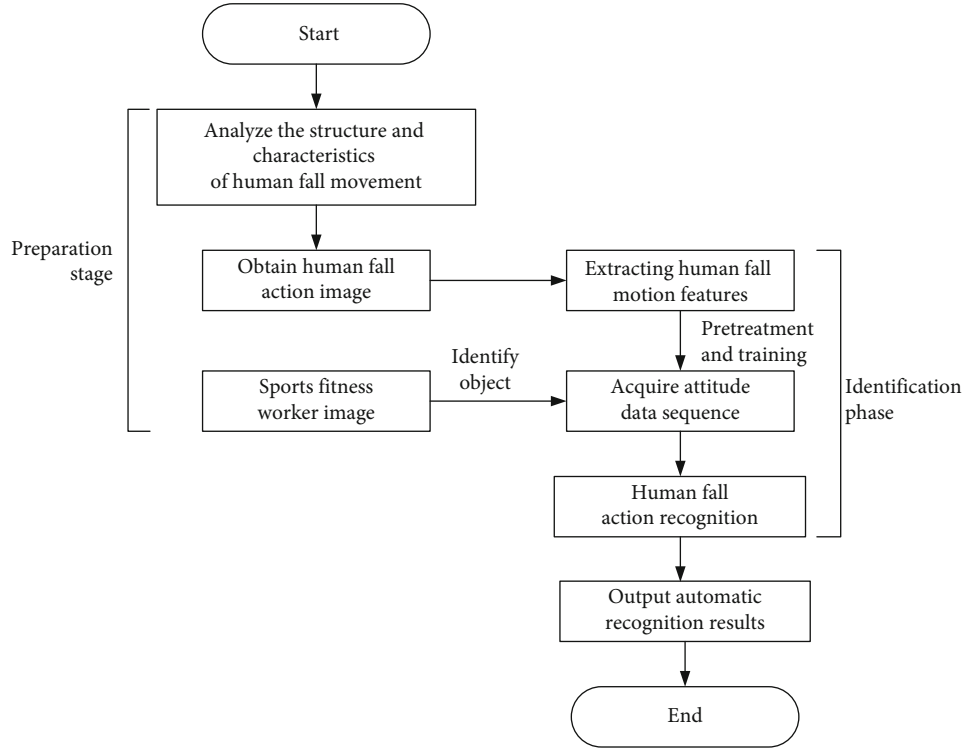 Start
Analyze the structure and
characteristics
of human fall movement
Preparation
stage
Obtain human fall
action image
Extracting human fall
motion features
Pretreatment
and training
Identify
object
Sports fitness
worker image
Acquire attitude
data sequence
Identification
phase
Human fall
action recognition
Output automatic
recognition results
End